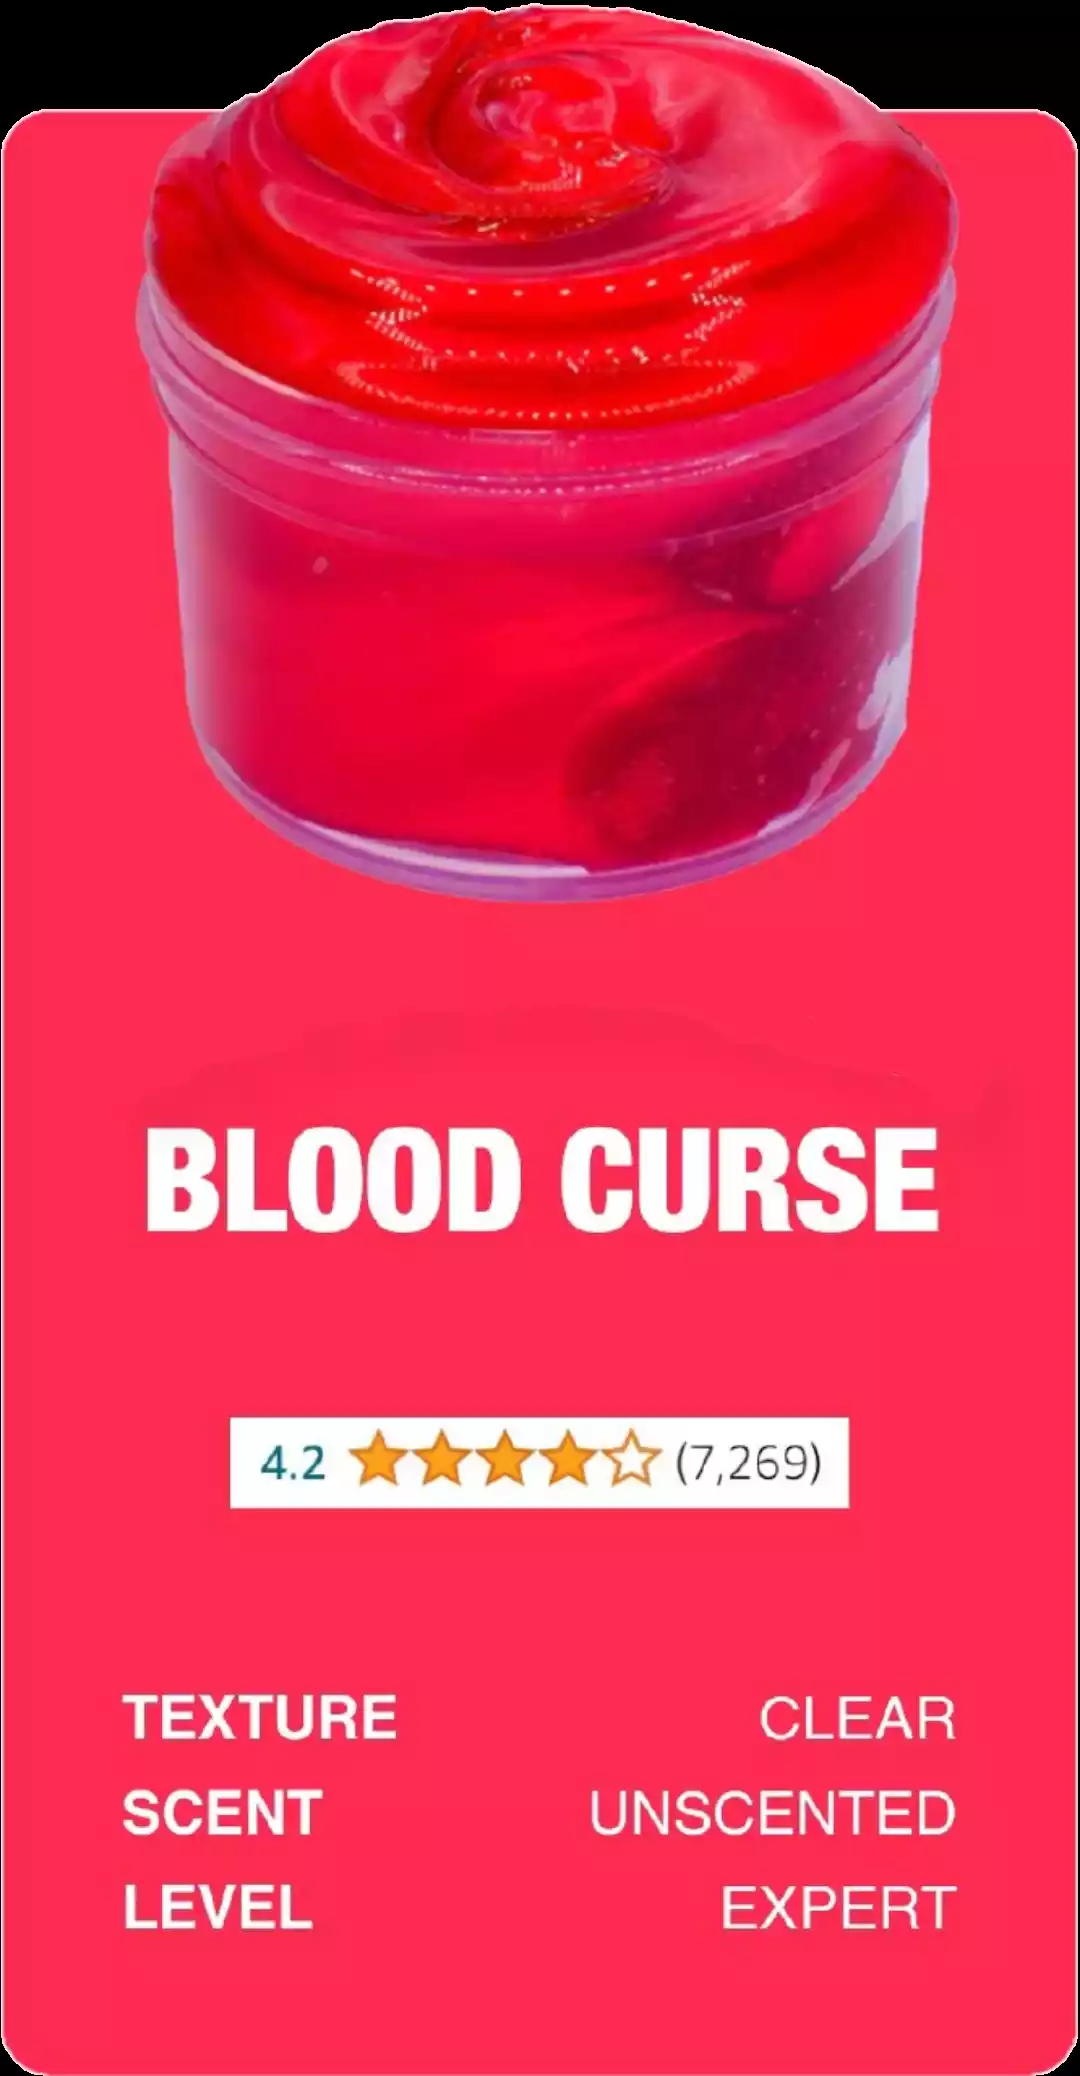 BLOOD CURSE
4.2 (7,269)
TEXTURE CLEAR
SCENT UNSCENTED
LEVEL EXPERT